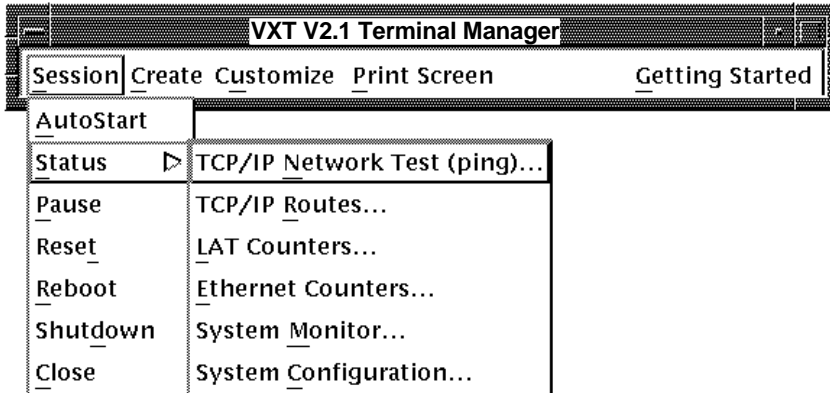 VXT V2.1 Terminal Manager
Session Create Customize Print Screen Getting Started
AutoStart
Status TCP/IP Network Test (ping)...
Pause TCP/IP Routes...
Reset LAT Counters...
Reboot Ethernet Counters...
Shutdown System Monitor...
Close System Configuration...